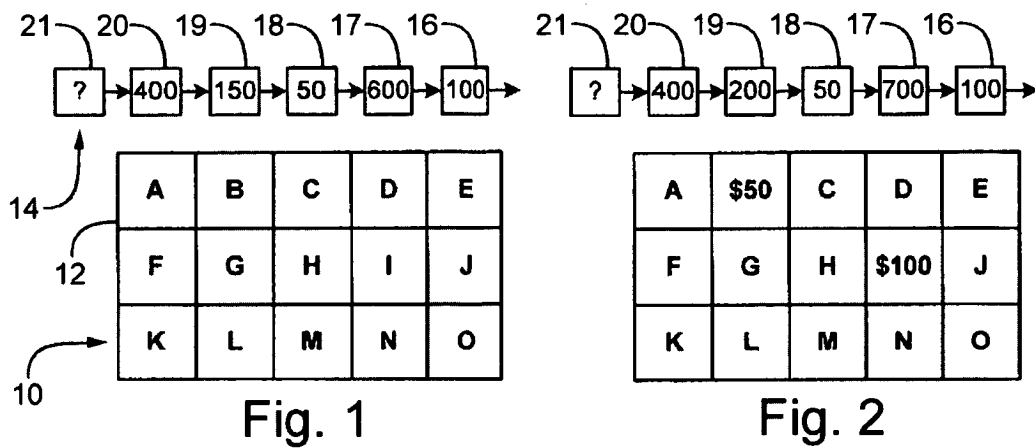 21 20 19 18 17 16
? 400 150 50 600 100
14
12
10
A B C D E
F G H I J
K L M N O
Fig. 1
21 20 19 18 17 16
? 400 200 50 700 100
A $50 C D E
F G H $100 J
K L M N O
Fig. 2